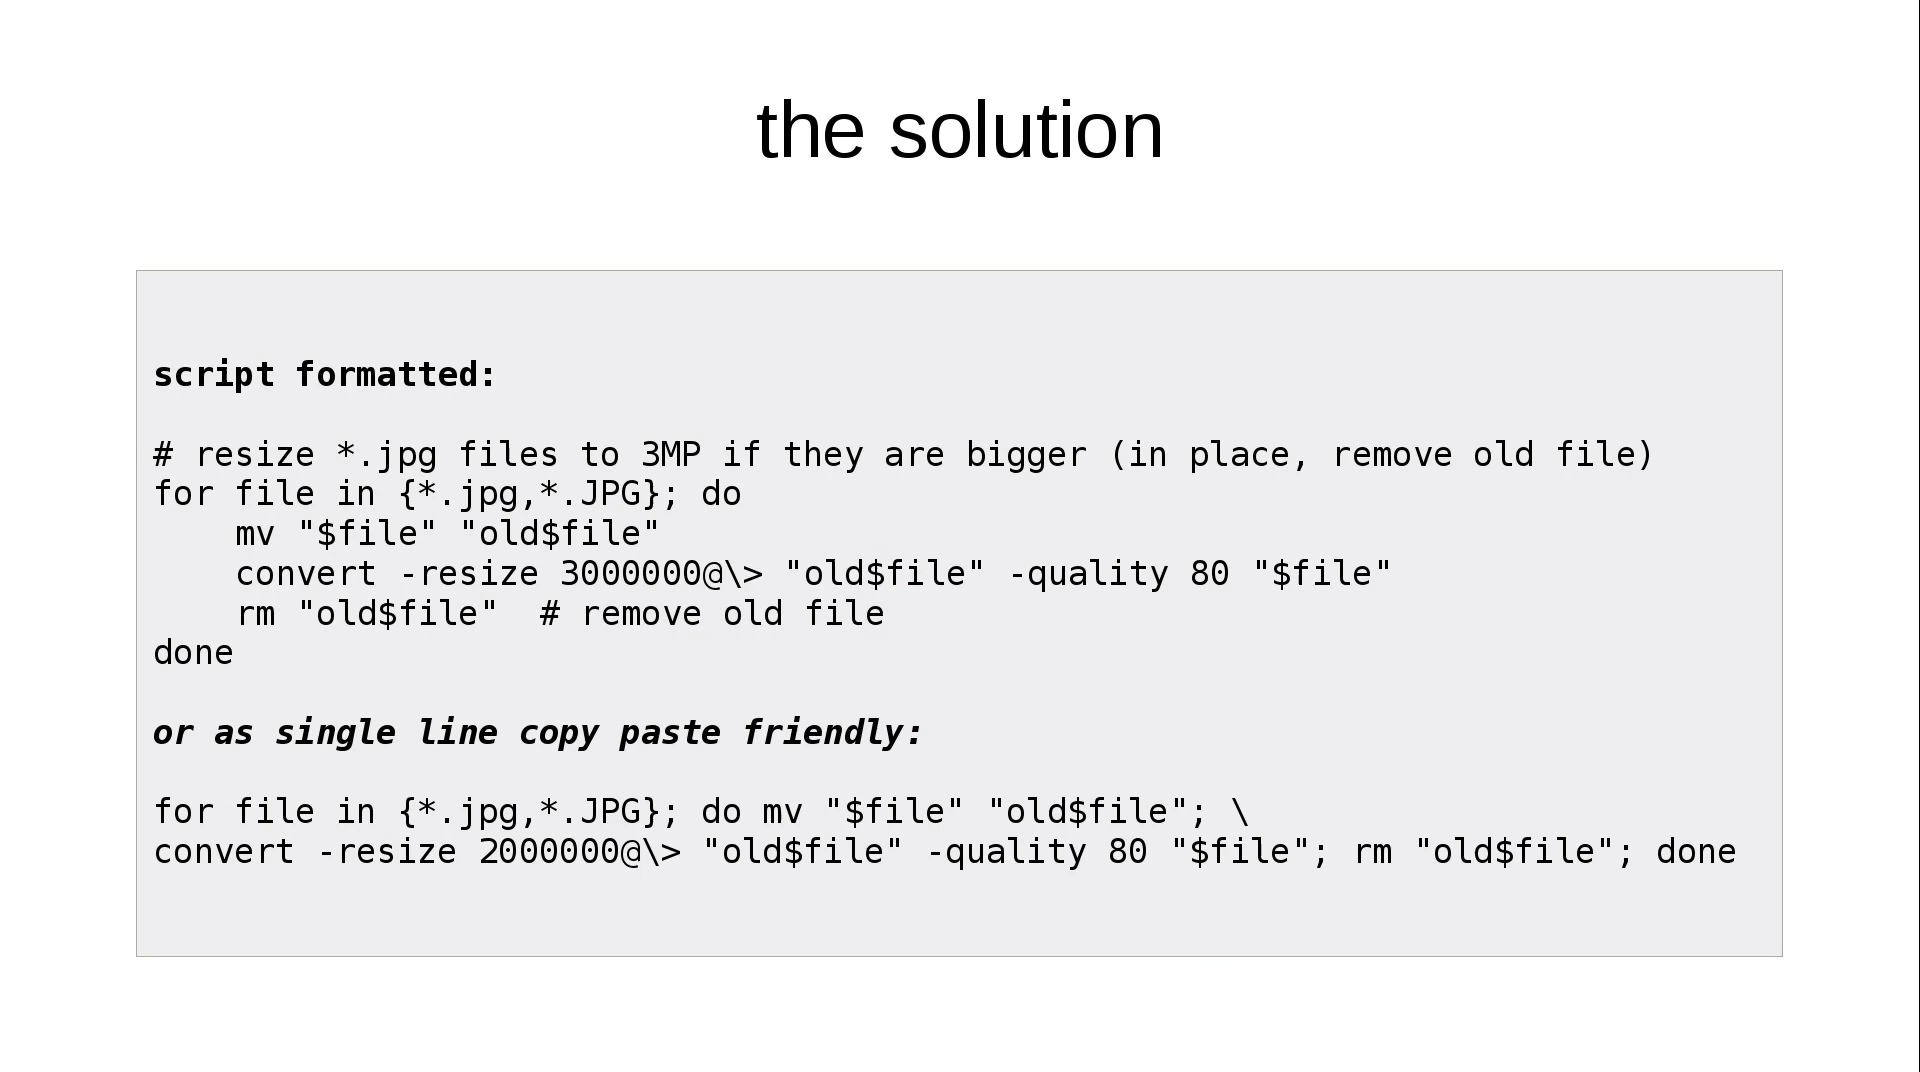 the solution
script formatted:
# resize *.jpg files to 3MP if they are bigger (in place, remove old file)
for file in {*.jpg,*.JPG}; do
    mv "$file" "old$file"
    convert -resize 3000000@\> "old$file" -quality 80 "$file"
    rm "old$file"  # remove old file
done
or as single line copy paste friendly:
for file in {*.jpg,*.JPG}; do mv "$file" "old$file"; \
convert -resize 2000000@\> "old$file" -quality 80 "$file"; rm "old$file"; done